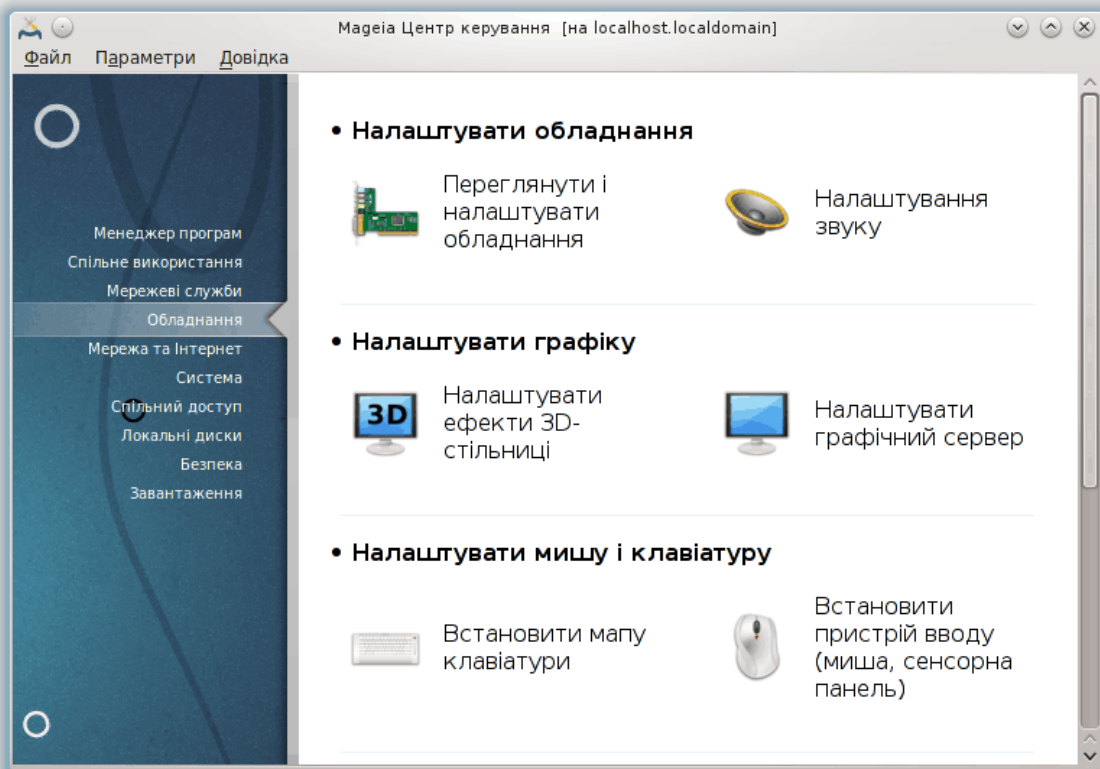 Mageia Центр керування [на localhost.localdomain]
Файл Параметри Довідка
Менеджер програм
Спільне використання
Мережеві служби
Обладнання
Мережа та Інтернет
Система
Спільний доступ
Локальні диски
Безпека
Завантаження
• Налаштувати обладнання
Переглянути і
налаштувати
обладнання
Налаштування
звуку
• Налаштувати графіку
3D
Налаштувати
ефекти 3D-
стільниці
Налаштувати
графічний сервер
• Налаштувати мишу і клавіатуру
Встановити мапу
клавіатури
Встановити
пристрій вводу
(миша, сенсорна
панель)